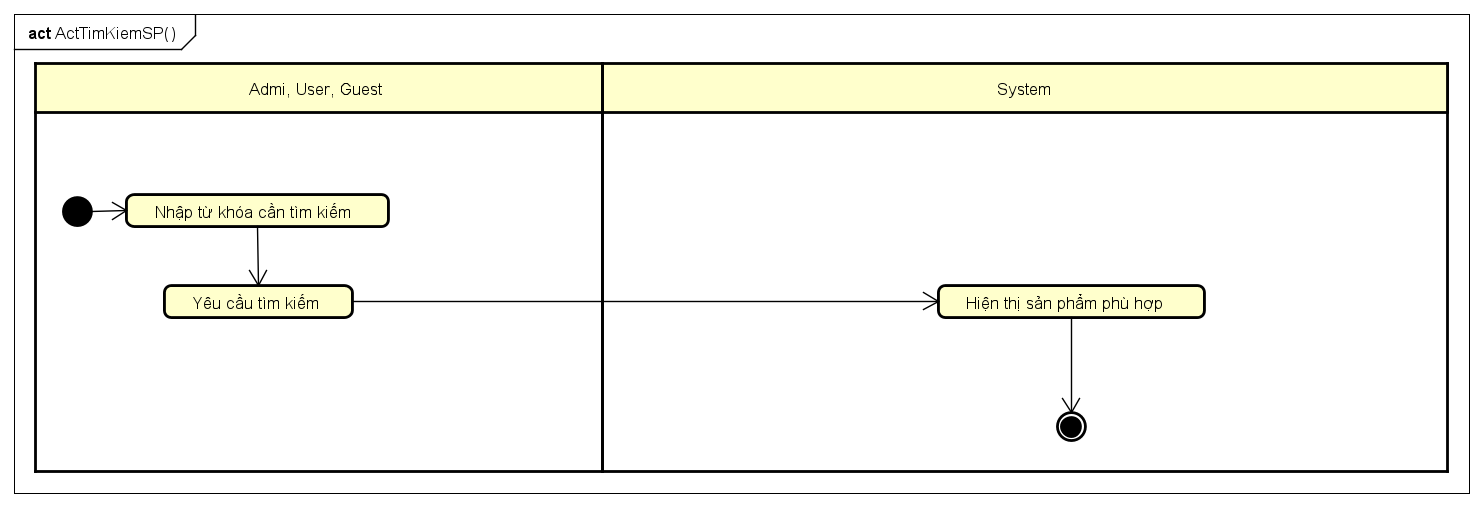 act ActTimKiemSP()
Admi, User, Guest
System
Nhập từ khóa cần tìm kiếm
Yêu cầu tìm kiếm
Hiện thị sản phẩm phù hợp